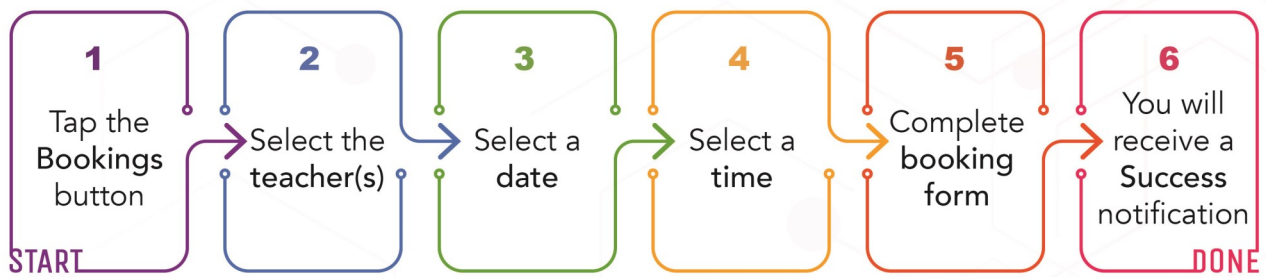 1
Tap the
Bookings
button
START
2
Select the
teacher(s)
3
Select a
date
4
Select a
time
5
Complete
booking
form
6
You will
receive a
Success
notification
DONE